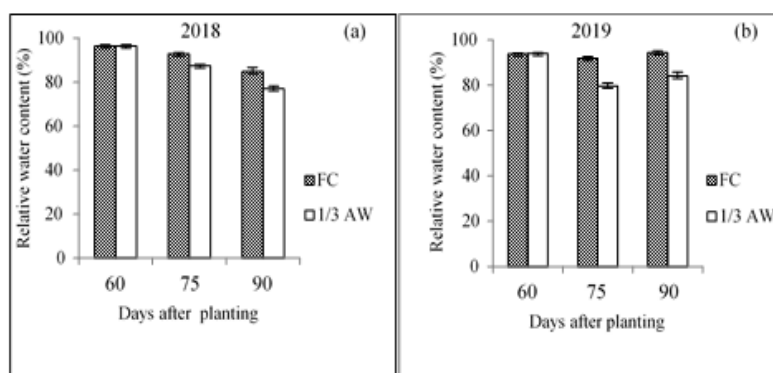 2018
(a)
100
80
60
40
20
0
Relative water content (%)
60 75 90
Days after planting
FC
1/3 AW
2019
(b)
100
80
60
40
20
0
Relative water content (%)
60 75 90
Days after planting
FC
1/3 AW